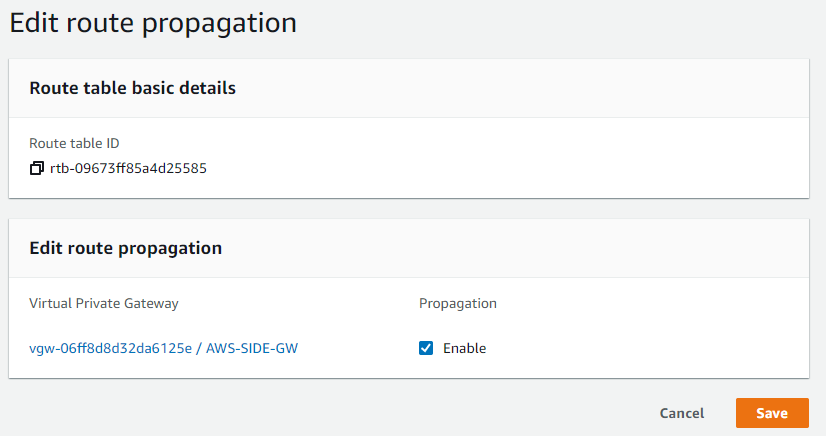 Edit route propagation
Route table basic details
Route table ID
rtb-09673ff85a4d25585
Edit route propagation
Virtual Private Gateway Propagation
vgw-06ff8d8d32da6125e / AWS-SIDE-GW Enable
Cancel Save